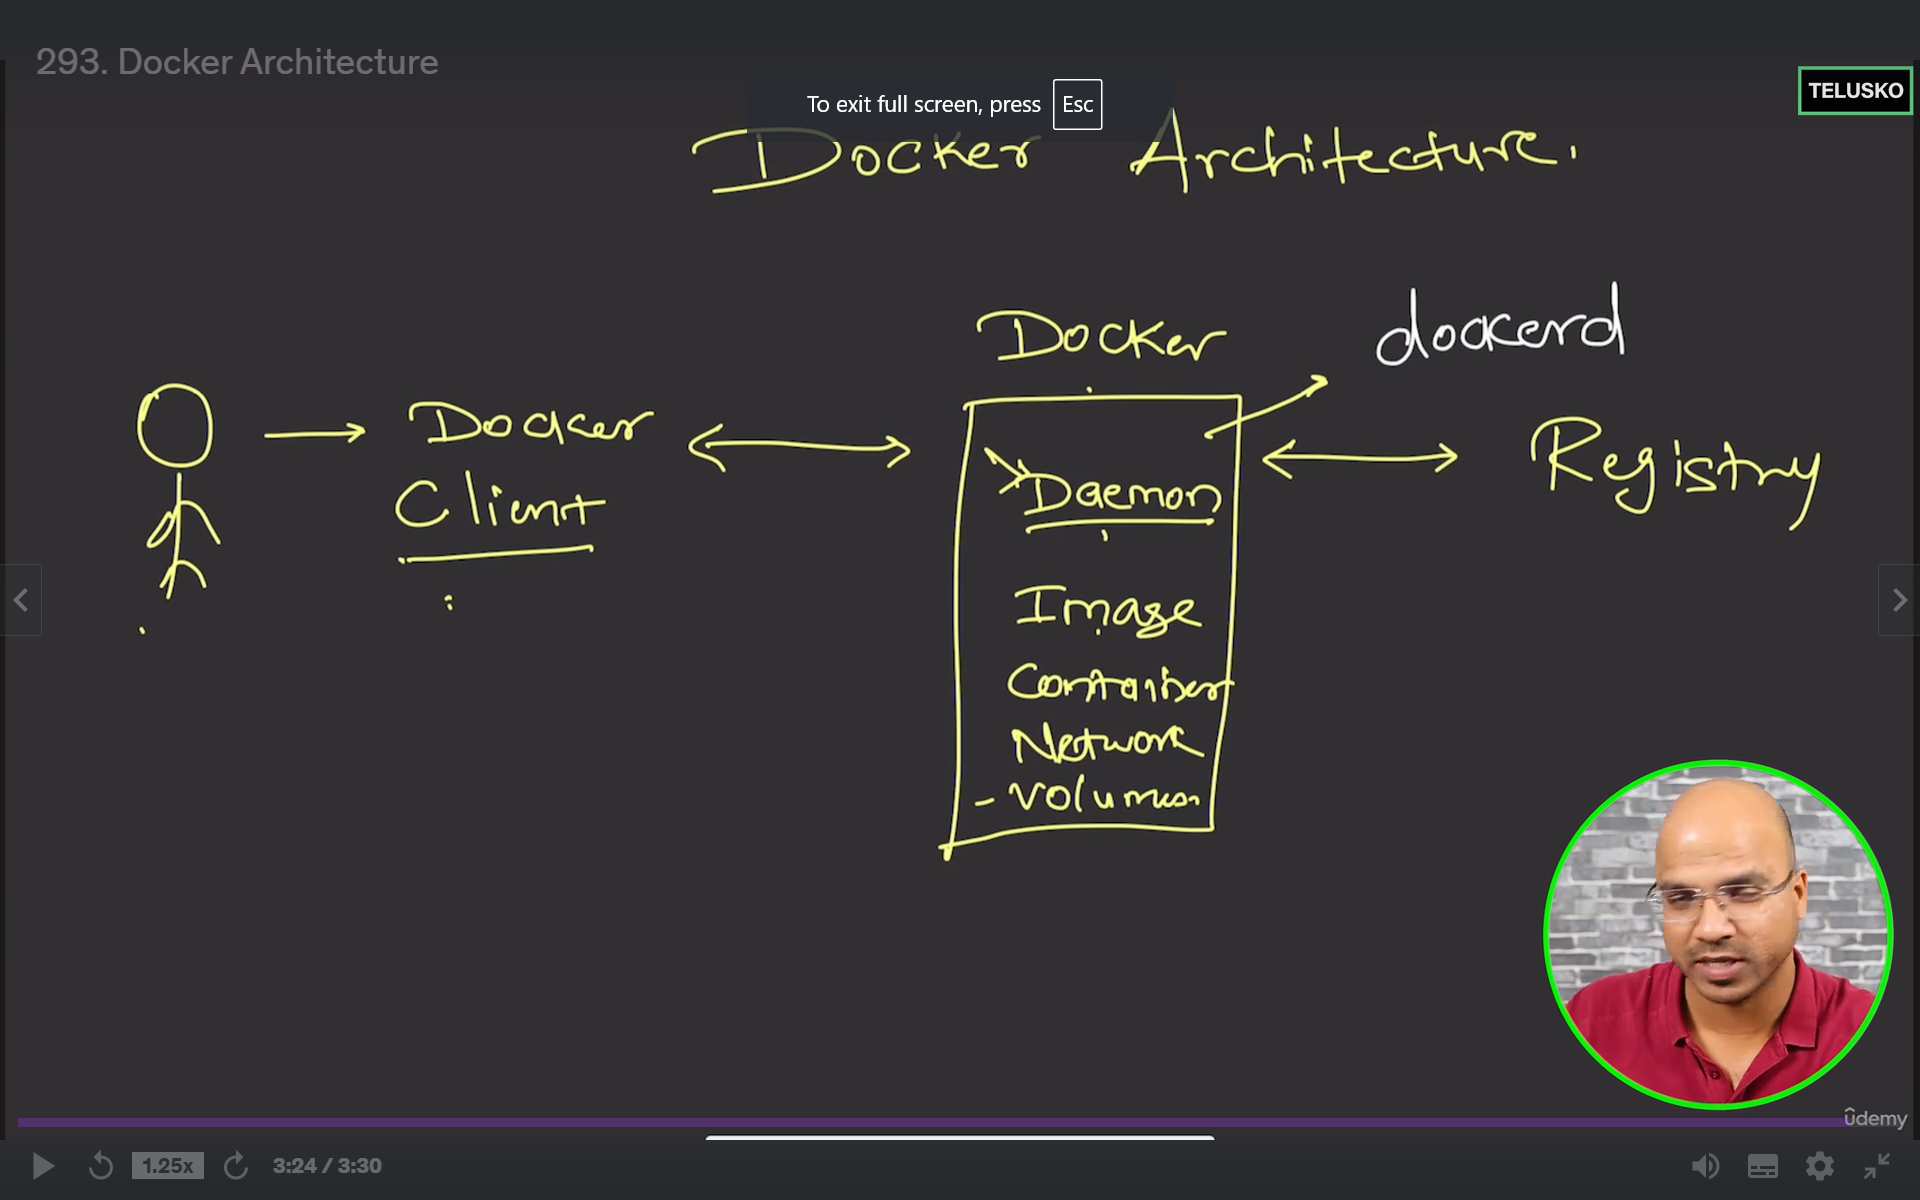 293. Docker Architecture
TELUSKO
To exit full screen, press Esc
Docker Architecture.
Docker
dockerd
Docker
Client
Daemon
Registry
Image
Container
Network
- Volumes
ûdemy
1.25x
3:24 / 3:30